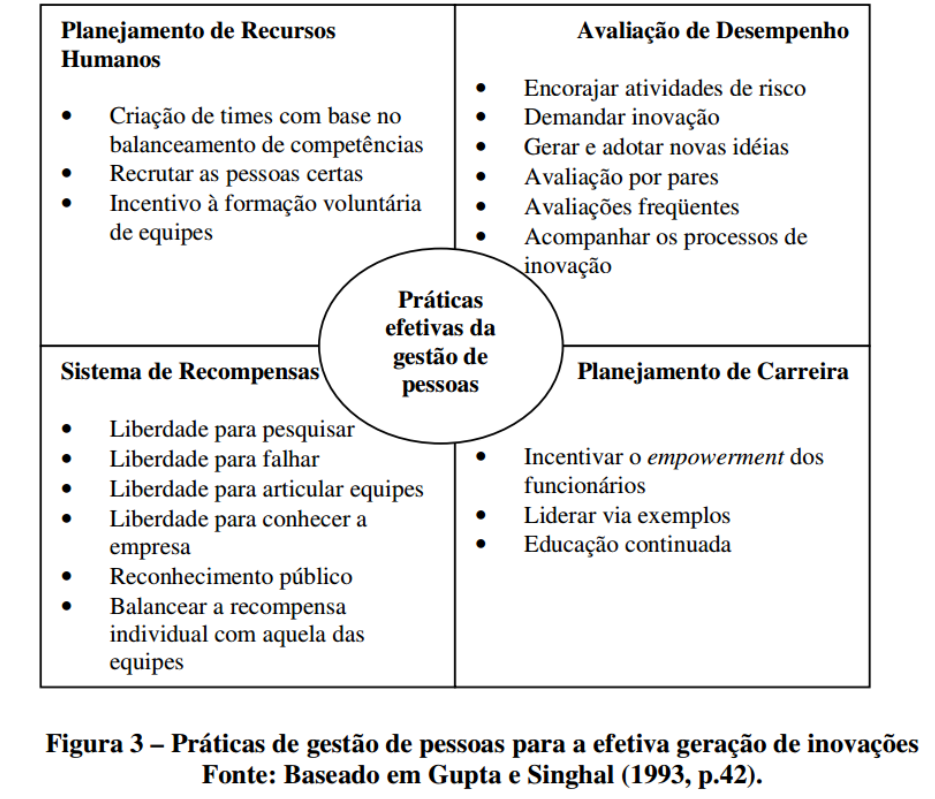 Planejamento de Recursos
Humanos
• Criação de times com base no
balanceamento de competências
• Recrutar as pessoas certas
• Incentivo à formação voluntária
de equipes
Avaliação de Desempenho
• Encorajar atividades de risco
• Demandar inovação
• Gerar e adotar novas idéias
• Avaliação por pares
• Avaliações freqüentes
• Acompanhar os processos de
inovação
Práticas
efetivas da
gestão de
pessoas
Sistema de Recompensas
• Liberdade para pesquisar
• Liberdade para falhar
• Liberdade para articular equipes
• Liberdade para conhecer a
empresa
• Reconhecimento público
• Balancear a recompensa
individual com aquela das
equipes
Planejamento de Carreira
• Incentivar o empowerment dos
funcionários
• Liderar via exemplos
• Educação continuada
Figura 3 – Práticas de gestão de pessoas para a efetiva geração de inovações
Fonte: Baseado em Gupta e Singhal (1993, p.42).